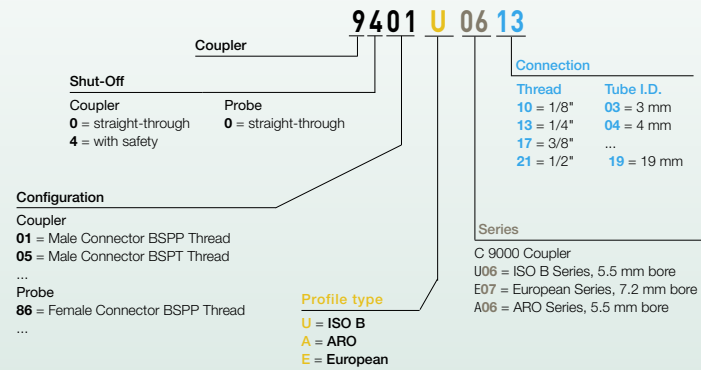 9401 U 06 13
Coupler
Shut-Off
Coupler Probe
0 = straight-through 0 = straight-through
4 = with safety
Connection
Thread Tube I.D.
10 = 1/8" 03 = 3 mm
13 = 1/4" 04 = 4 mm
17 = 3/8" ...
21 = 1/2" 19 = 19 mm
Configuration
Coupler
01 = Male Connector BSPP Thread
05 = Male Connector BSPT Thread
...
Probe
86 = Female Connector BSPP Thread
...
Profile type
U = ISO B
A = ARO
E = European
Series
C 9000 Coupler
U06 = ISO B Series, 5.5 mm bore
E07 = European Series, 7.2 mm bore
A06 = ARO Series, 5.5 mm bore